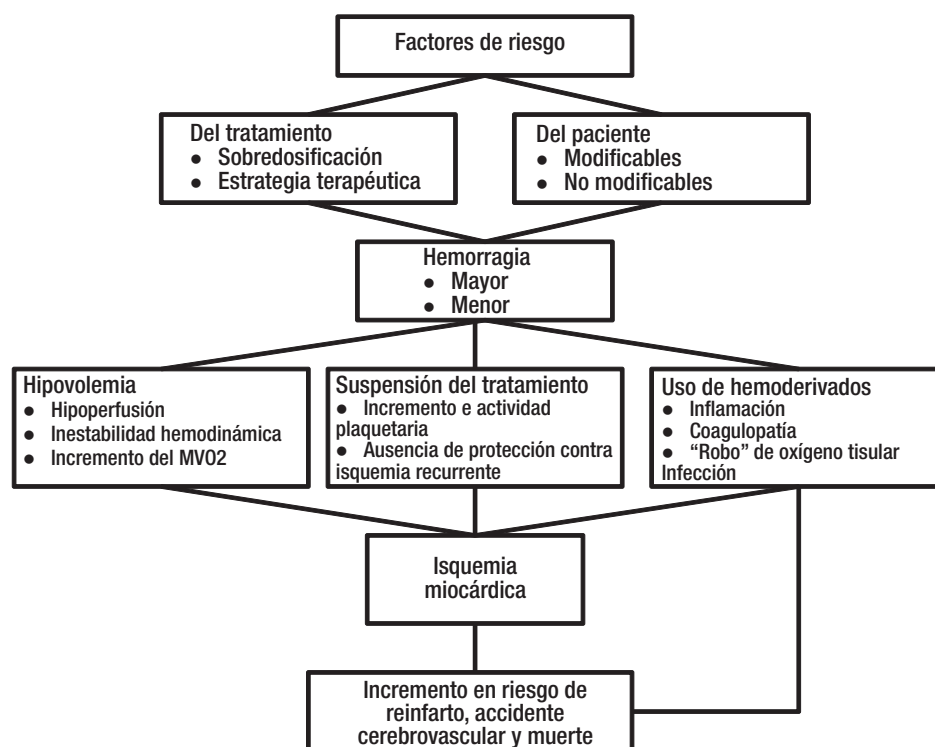 Factores de riesgo
Del tratamiento
● Sobredosificación
● Estrategia terapéutica
Del paciente
● Modificables
● No modificables
Hemorragia
● Mayor
● Menor
Hipovolemia
● Hipoperfusión
● Inestabilidad hemodinámica
● Incremento del MVO2
Suspensión del tratamiento
● Incremento e actividad
plaquetaria
● Ausencia de protección contra
isquemia recurrente
Uso de hemoderivados
● Inflamación
● Coagulopatía
● “Robo” de oxígeno tisular
Infección
Isquemia
miocárdica
Incremento en riesgo de
reinfarto, accidente
cerebrovascular y muerte